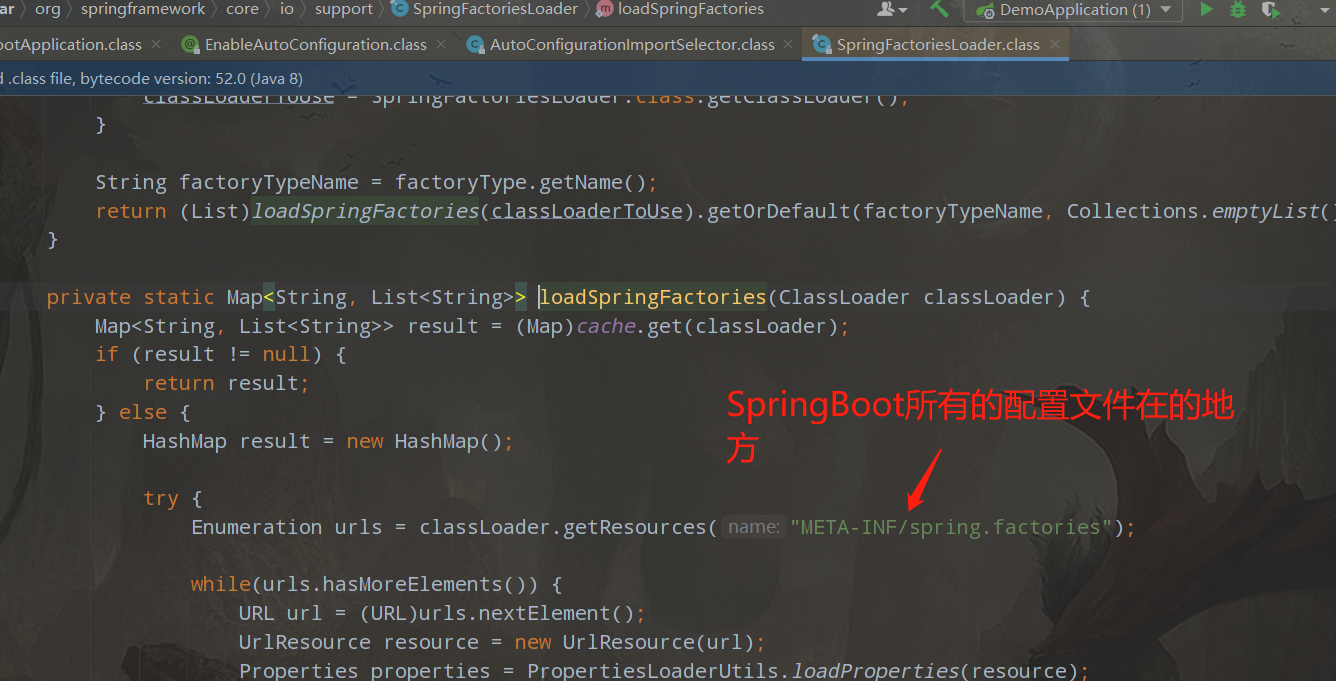 ar org springframework core io support SpringFactoriesLoader loadSpringFactories DemoApplication (1)
ootApplication.class EnableAutoConfiguration.class AutoConfigurationImportSelector.class SpringFactoriesLoader.class
d .class file, bytecode version: 52.0 (Java 8)
classLoaderToUse = SpringFactoriesLoader.class.getClassLoader();
}
String factoryTypeName = factoryType.getName();
return (List)loadSpringFactories(classLoaderToUse).getOrDefault(factoryTypeName, Collections.emptyList()
}
private static Map<String, List<String>> loadSpringFactories(ClassLoader classLoader) {
Map<String, List<String>> result = (Map)cache.get(classLoader);
if (result != null) {
return result;
} else {
HashMap result = new HashMap();
SpringBoot所有的配置文件在的地
方
try {
Enumeration urls = classLoader.getResources( name: "META-INF/spring.factories");
while(urls.hasMoreElements()) {
URL url = (URL)urls.nextElement();
UrlResource resource = new UrlResource(url);
Properties properties = PropertiesLoaderUtils.loadProperties(resource);